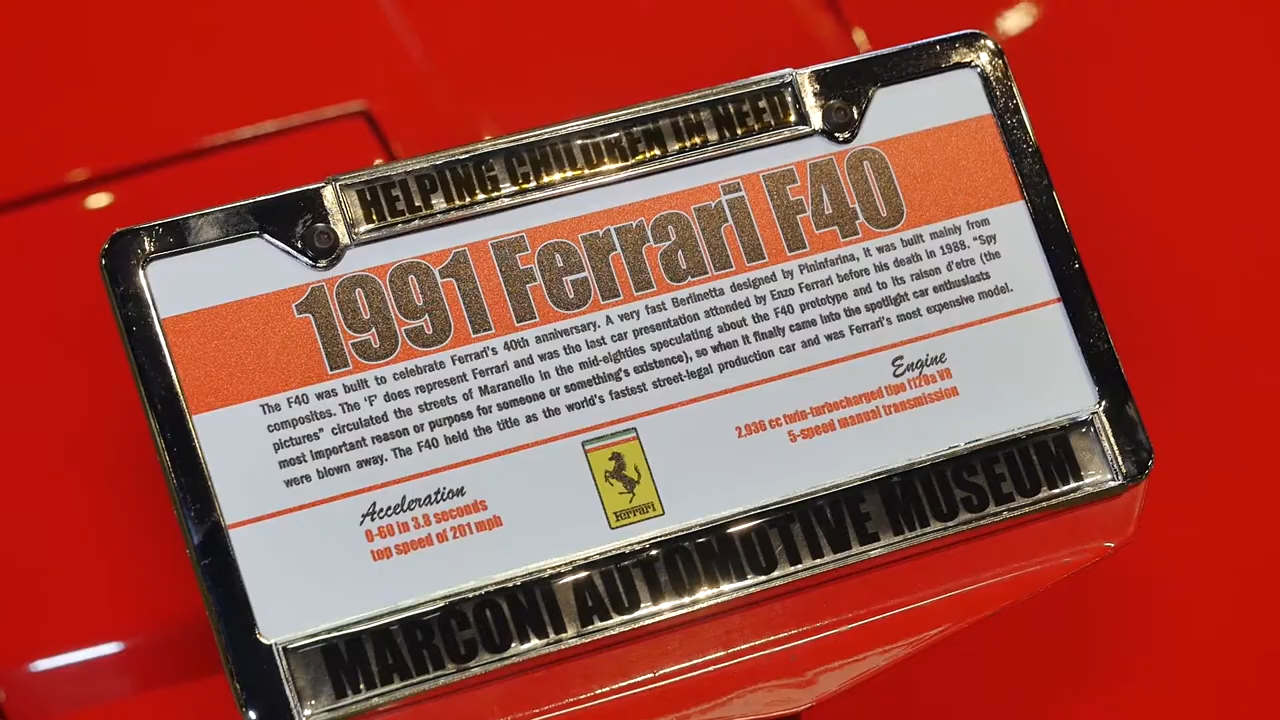 HELPING CHILDREN IN NEED
1991 Ferrari F40
The F40 was built to celebrate Ferrari's 40th anniversary. A very fast Berlinetta designed by Pininfarina, it was built mainly from
composites. The 'F' does represent Ferrari and was the last car presentation attended by Enzo Ferrari before his death in 1988. "Spy
pictures" circulated the streets of Maranello in the mid-eighties speculating about the F40 prototype and to its raison d'etre (the
most important reason or purpose for someone or something's existence), so when it finally came into the spotlight car enthusiasts
were blown away. The F40 held the title as the world's fastest street-legal production car and was Ferrari's most expensive model.
Acceleration
0-60 in 3.8 seconds
top speed of 201 mph
Ferrari
Engine
2,936 cc twin-turbocharged tipo f120a V8
5-speed manual transmission
MARCONI AUTOMOTIVE MUSEUM